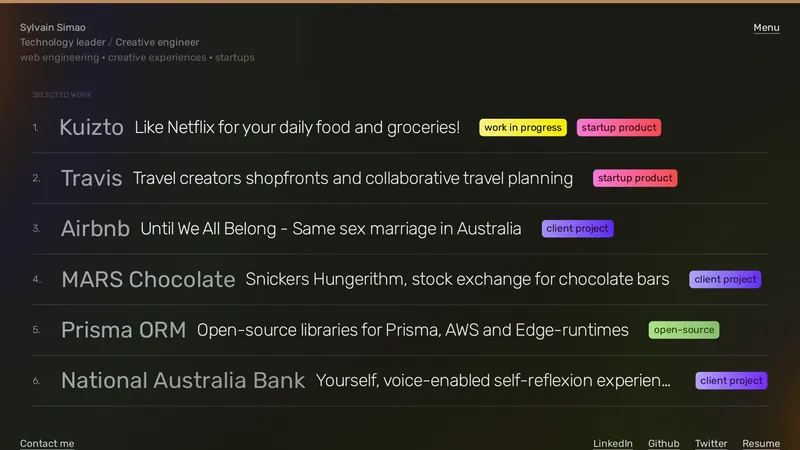 Sylvain Simao
Menu
Technology leader / Creative engineer
web engineering • creative experiences • startups
SELECTED WORK
1. Kuizto Like Netflix for your daily food and groceries! work in progress startup product
2. Travis Travel creators shopfronts and collaborative travel planning startup product
3. Airbnb Until We All Belong - Same sex marriage in Australia client project
4. MARS Chocolate Snickers Hungerithm, stock exchange for chocolate bars client project
5. Prisma ORM Open-source libraries for Prisma, AWS and Edge-runtimes open-source
6. National Australia Bank Yourself, voice-enabled self-reflexion experien... client project
Contact me LinkedIn Github Twitter Resume